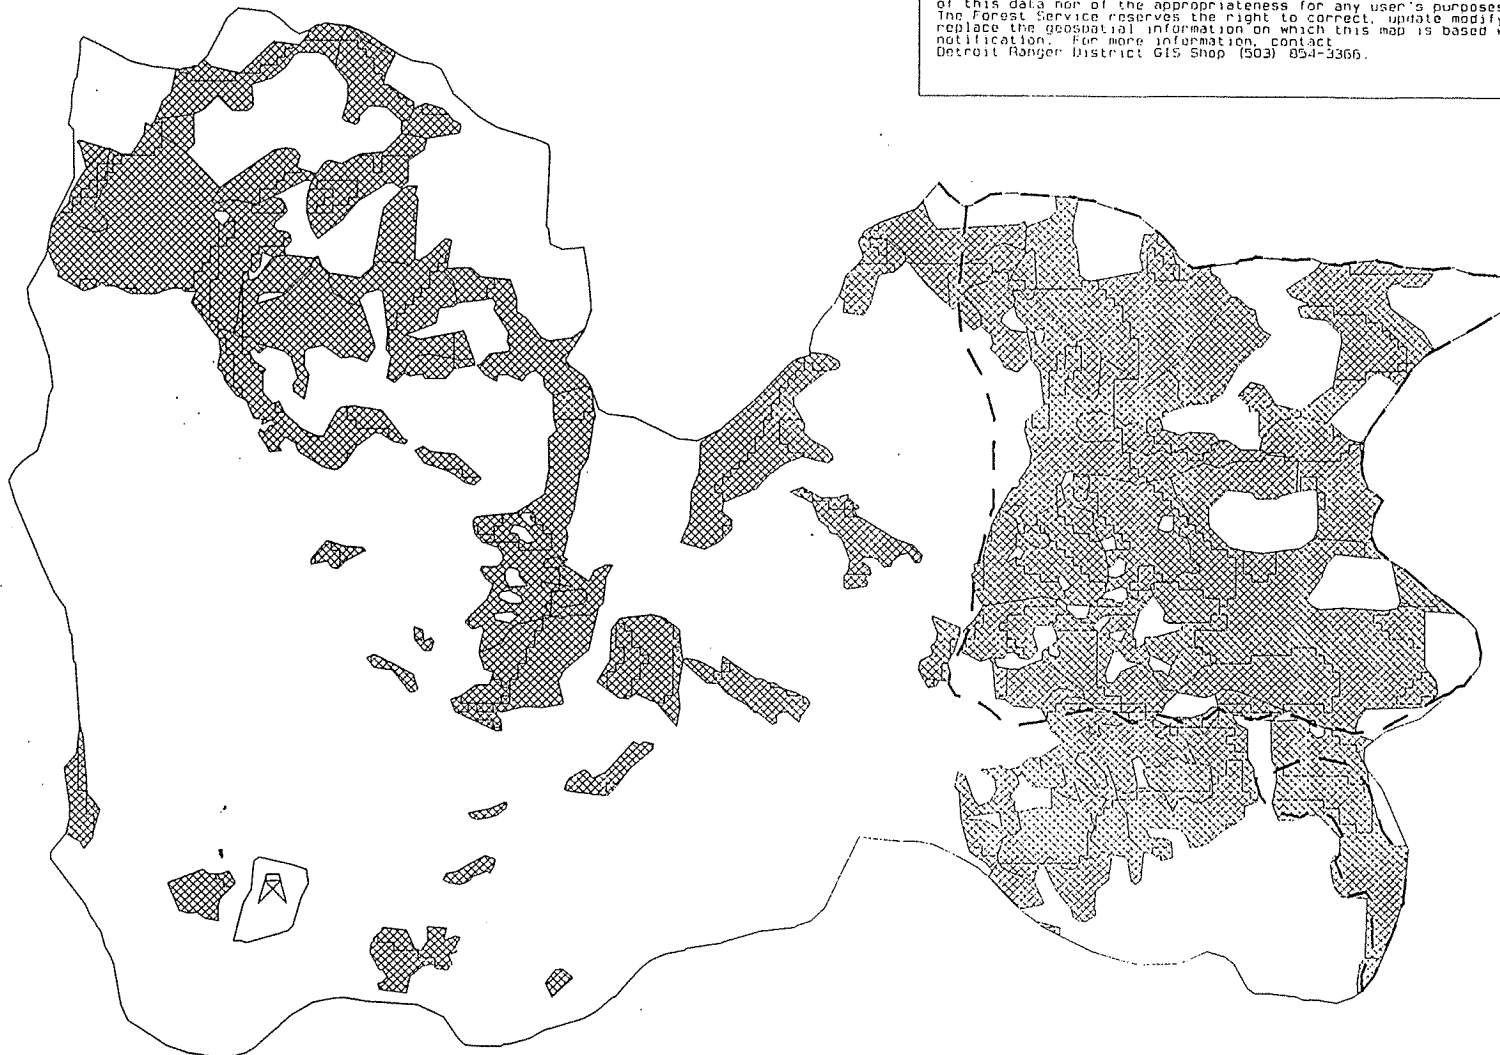 of this data nor of the appropriateness for any user's purposes
The Forest Service reserves the right to correct, update modify
replace the geospatial information on which this map is based
notification. For more information, contact
Detroit Ranger District GIS Shop (503) 854-3366.